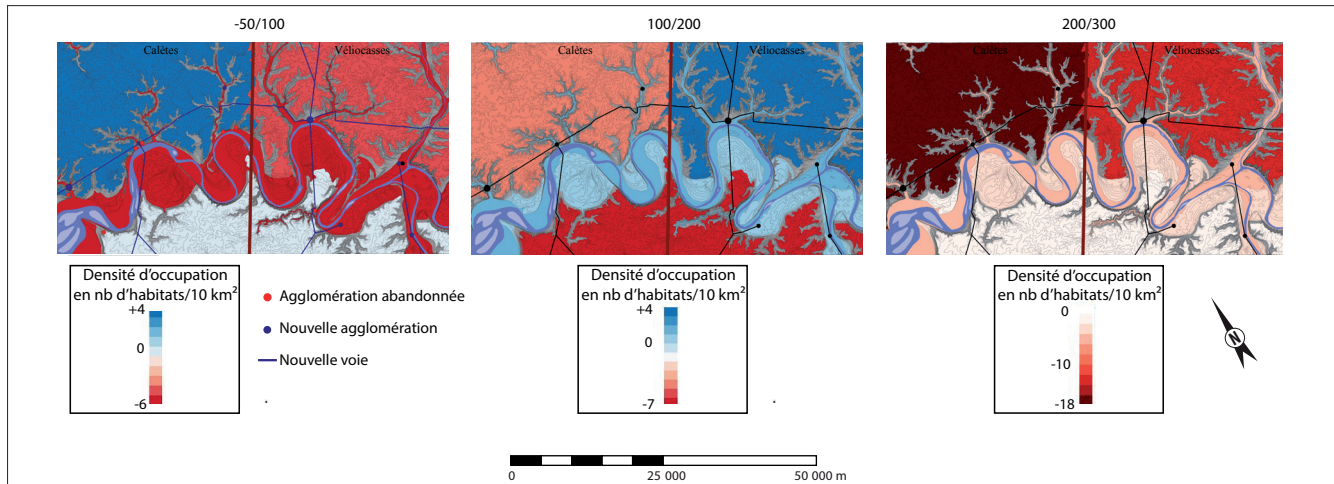 -50/100
100/200
200/300
Calètes
Véliocasses
Calètes
Véliocasses
Calètes
Véliocasses
Densité d'occupation
en nb d'habitats/10 km²
+4
0
-6
Agglomération abandonnée
Nouvelle agglomération
Nouvelle voie
Densité d'occupation
en nb d'habitats/10 km²
+4
0
-7
Densité d'occupation
en nb d'habitats/10 km²
0
-10
-18
N
0
25 000
50 000 m